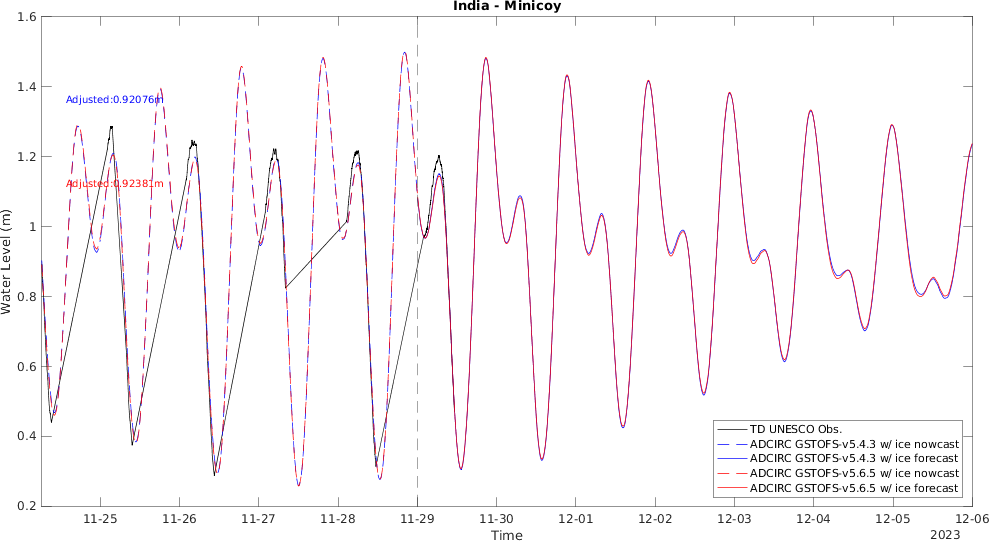 India - Minicoy
1.6
1.4
1.2
1
0.8
0.6
0.4
0.2
Water Level (m)
Adjusted:0.92076m
Adjusted:0.92381m
TD UNESCO Obs.
ADCIRC GSTOFS-v5.4.3 w/ ice nowcast
ADCIRC GSTOFS-v5.4.3 w/ ice forecast
ADCIRC GSTOFS-v5.6.5 w/ ice nowcast
ADCIRC GSTOFS-v5.6.5 w/ ice forecast
11-25 11-26 11-27 11-28 11-29 11-30 12-01 12-02 12-03 12-04 12-05 12-06
Time
2023